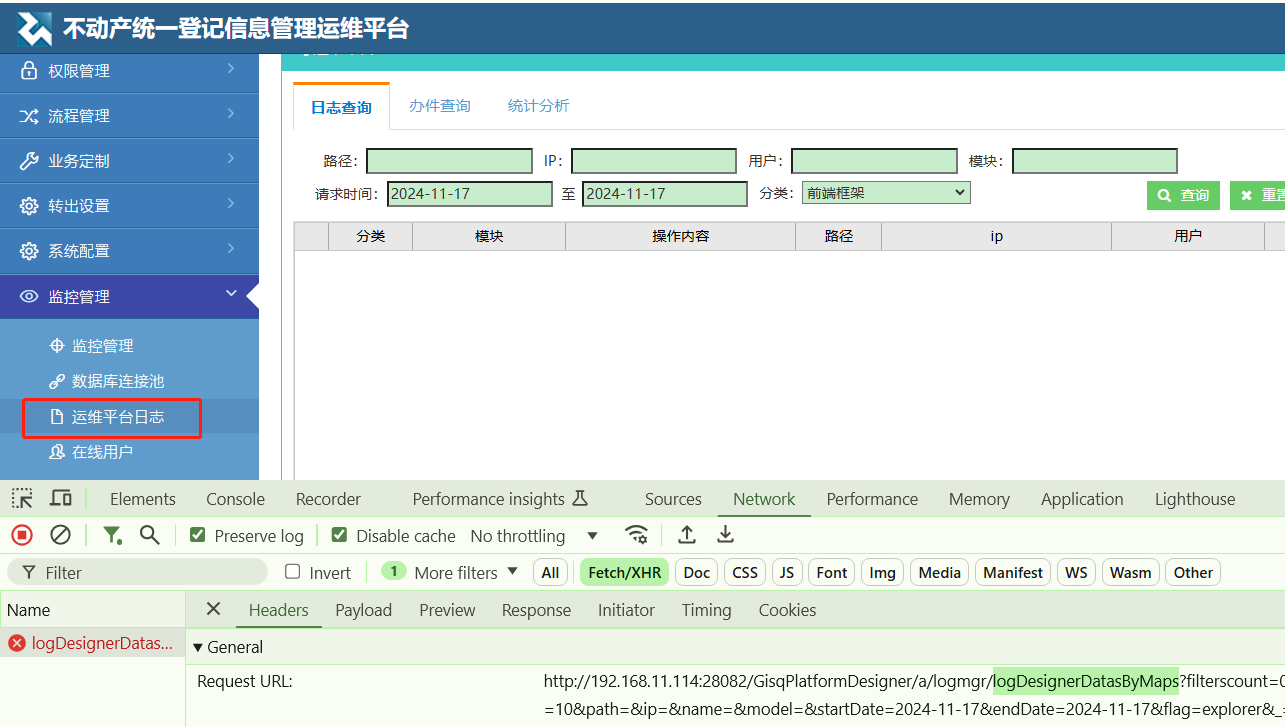 不动产统一登记信息管理运维平台
权限管理
流程管理
业务定制
转出设置
系统配置
监控管理
监控管理
数据库连接池
运维平台日志
在线用户
日志查询 办件查询 统计分析
路径: IP: 用户: 模块:
请求时间: 2024-11-17 至 2024-11-17 分类: 前端框架 查询
分类 模块 操作内容 路径 ip 用户
Elements Console Recorder Performance insights Sources Network Performance Memory Application Lighthouse
Preserve log Disable cache No throttling
Filter Invert 1 More filters All Fetch/XHR Doc CSS JS Font Img Media Manifest WS Wasm Other
Name Headers Payload Preview Response Initiator Timing Cookies
logDesignerDatas...
General
Request URL: http://192.168.11.114:28082/GisqPlatformDesigner/a/logmgr/logDesignerDatasByMaps?filterscount=
=10&path=&ip=&name=&model=&startDate=2024-11-17&endDate=2024-11-17&flag=explorer&_